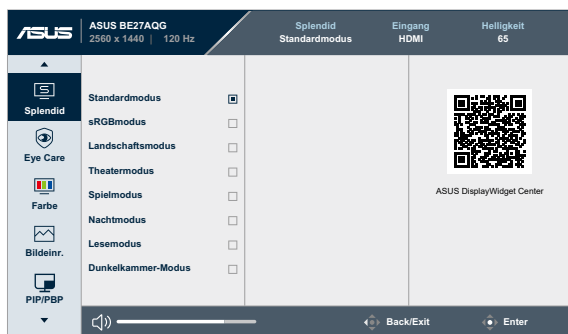 ASUS
ASUS BE27AQG
2560 x 1440 | 120 Hz
Splendid
Standardmodus
Eingang
HDMI
Helligkeit
65
Splendid
Eye Care
Farbe
Bildeinr.
PIP/PBP
Standardmodus
sRGBmodus
Landschaftsmodus
Theatermodus
Spielmodus
Nachtmodus
Lesemodus
Dunkelkammer-Modus
ASUS DisplayWidget Center
Back/Exit
Enter